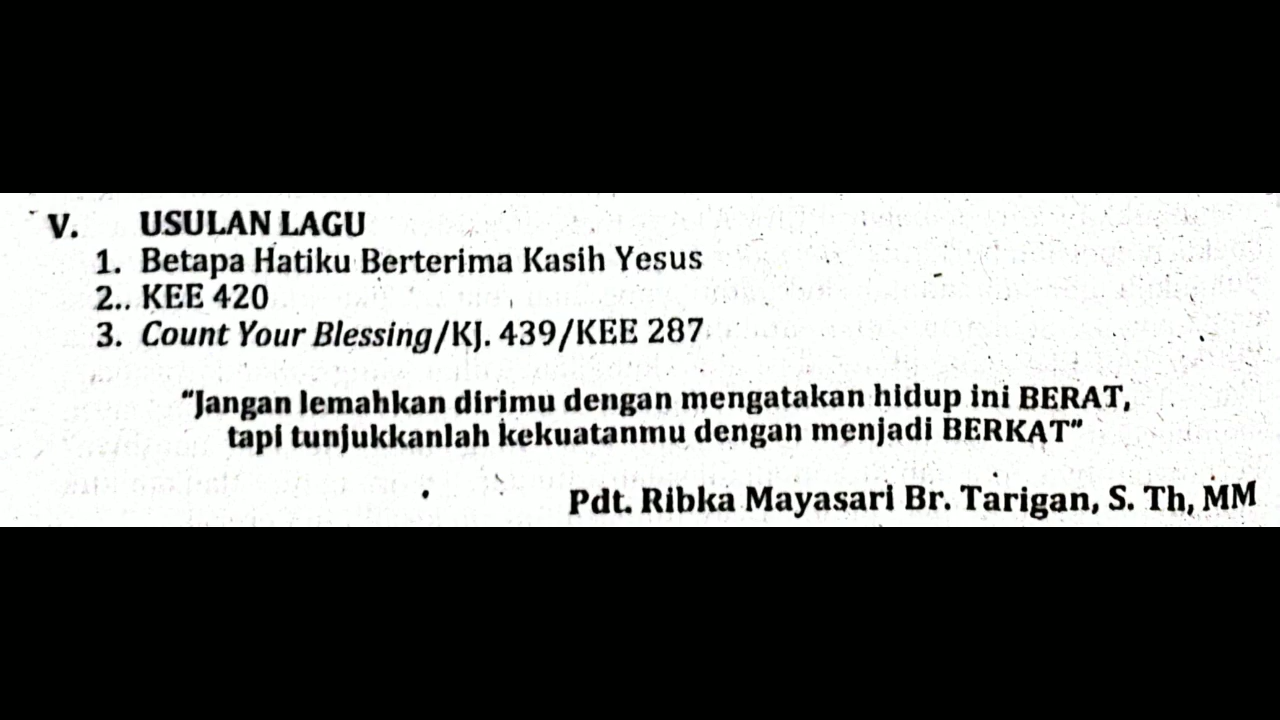 V. USULAN LAGU
1. Betapa Hatiku Berterima Kasih Yesus
2.. KEE 420
3. Count Your Blessing/KJ. 439/KEE 287
"Jangan lemahkan dirimu dengan mengatakan hidup ini BERAT,
tapi tunjukkanlah kekuatanmu dengan menjadi BERKAT"
Pdt. Ribka Mayasari Br. Tarigan, S. Th, MM